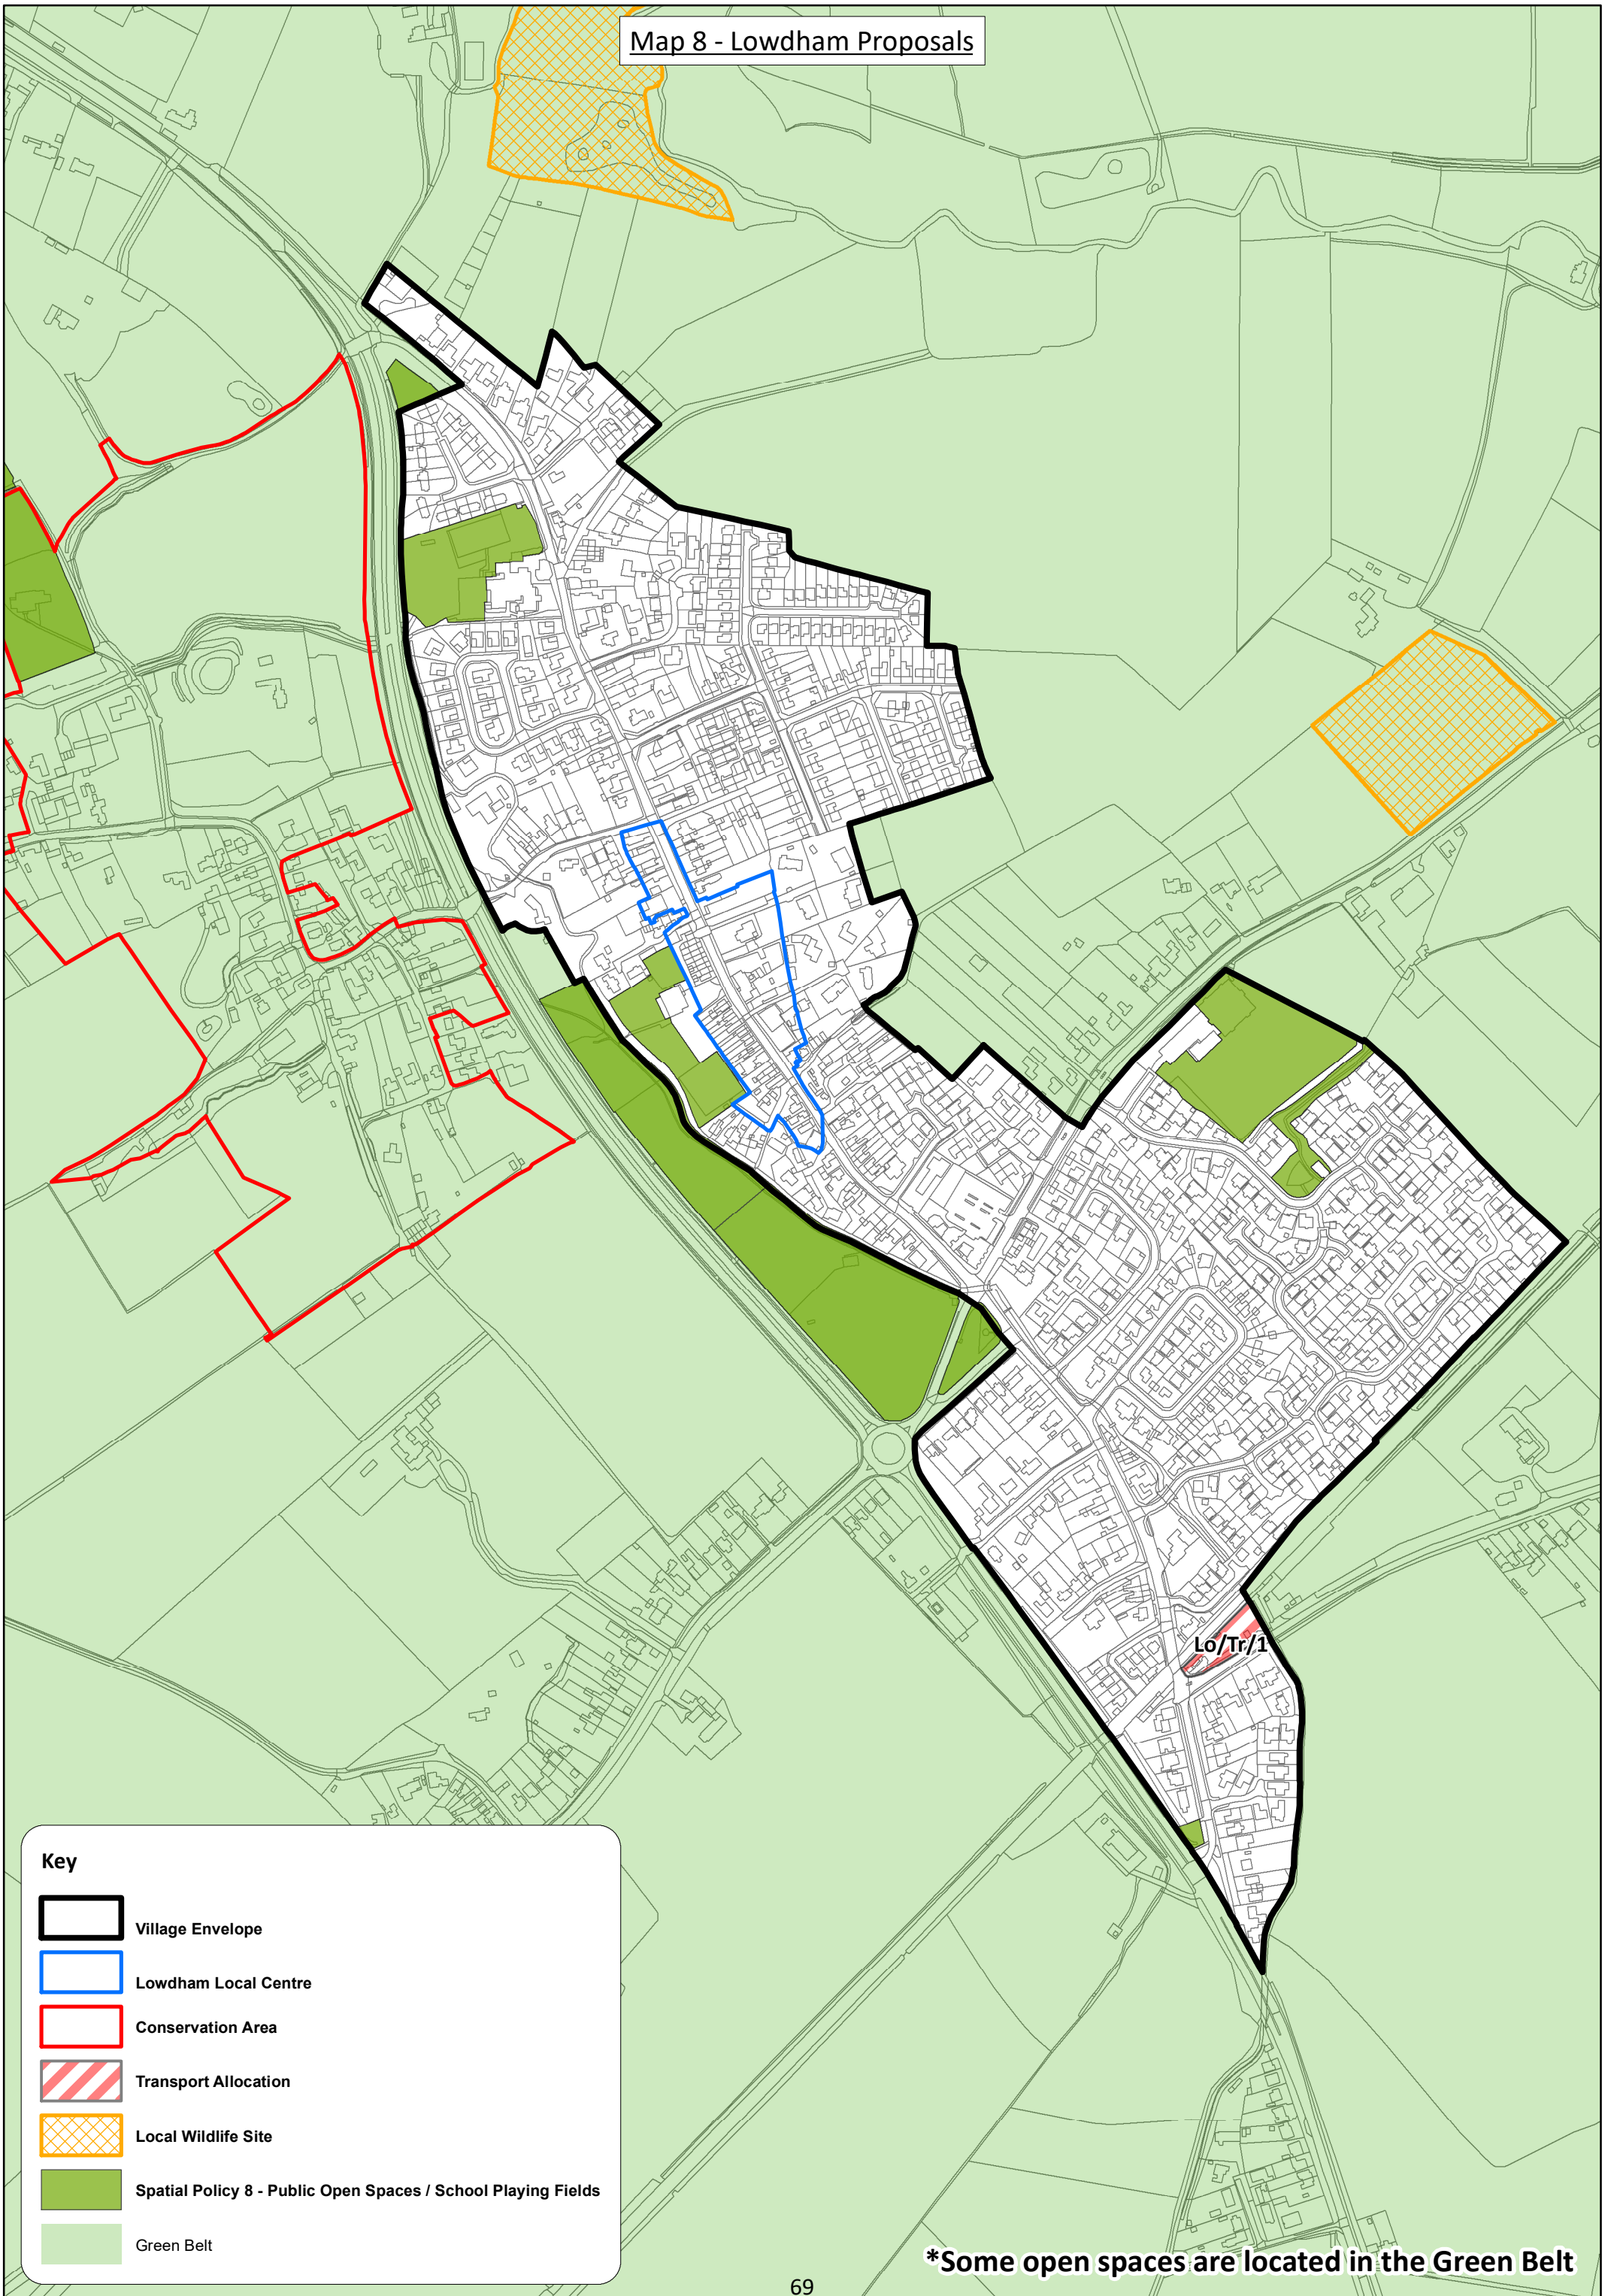 Map 8 - Lowdham Proposals
Lo/Tr/1
Key
Village Envelope
Lowdham Local Centre
Conservation Area
Transport Allocation
Local Wildlife Site
Spatial Policy 8 - Public Open Spaces / School Playing Fields
Green Belt
*Some open spaces are located in the Green Belt
69